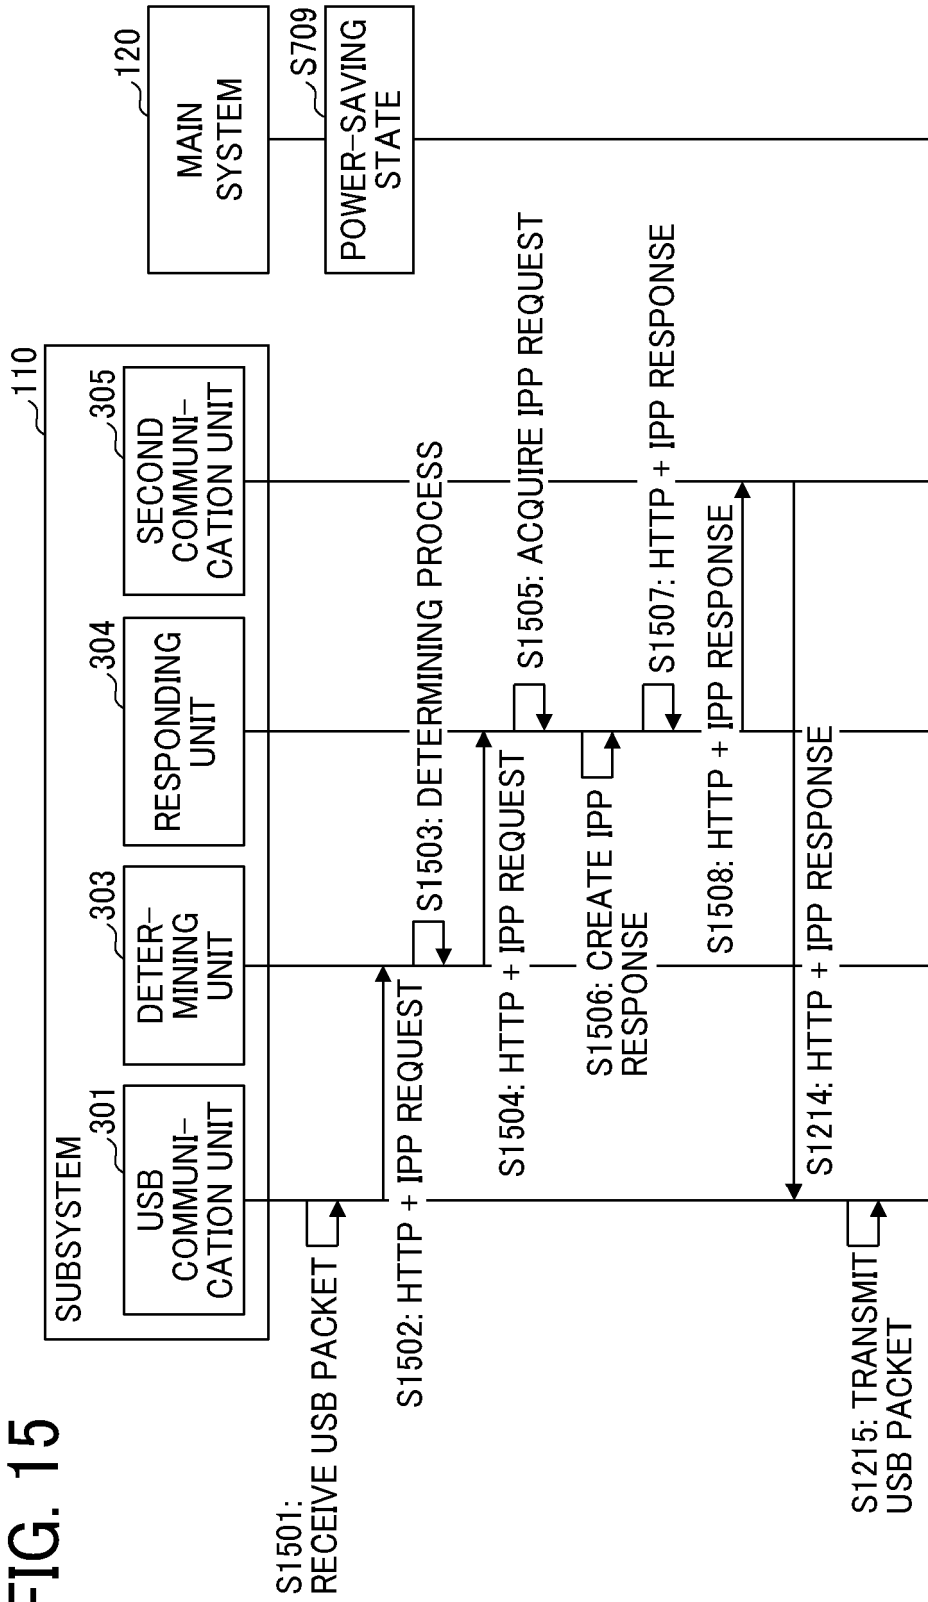 FIG. 15
SUBSYSTEM
110
301
USB
COMMUNI-
CATION UNIT
303
DETER-
MINING
UNIT
304
RESPONDING
UNIT
305
SECOND
COMMUNI-
CATION UNIT
120
MAIN
SYSTEM
S709
POWER-SAVING
STATE
S1501:
RECEIVE USB PACKET
S1502: HTTP + IPP REQUEST
S1503: DETERMINING PROCESS
S1504: HTTP + IPP REQUEST
S1505: ACQUIRE IPP REQUEST
S1506: CREATE IPP
RESPONSE
S1507: HTTP + IPP RESPONSE
S1508: HTTP + IPP RESPONSE
S1214: HTTP + IPP RESPONSE
S1215: TRANSMIT
USB PACKET